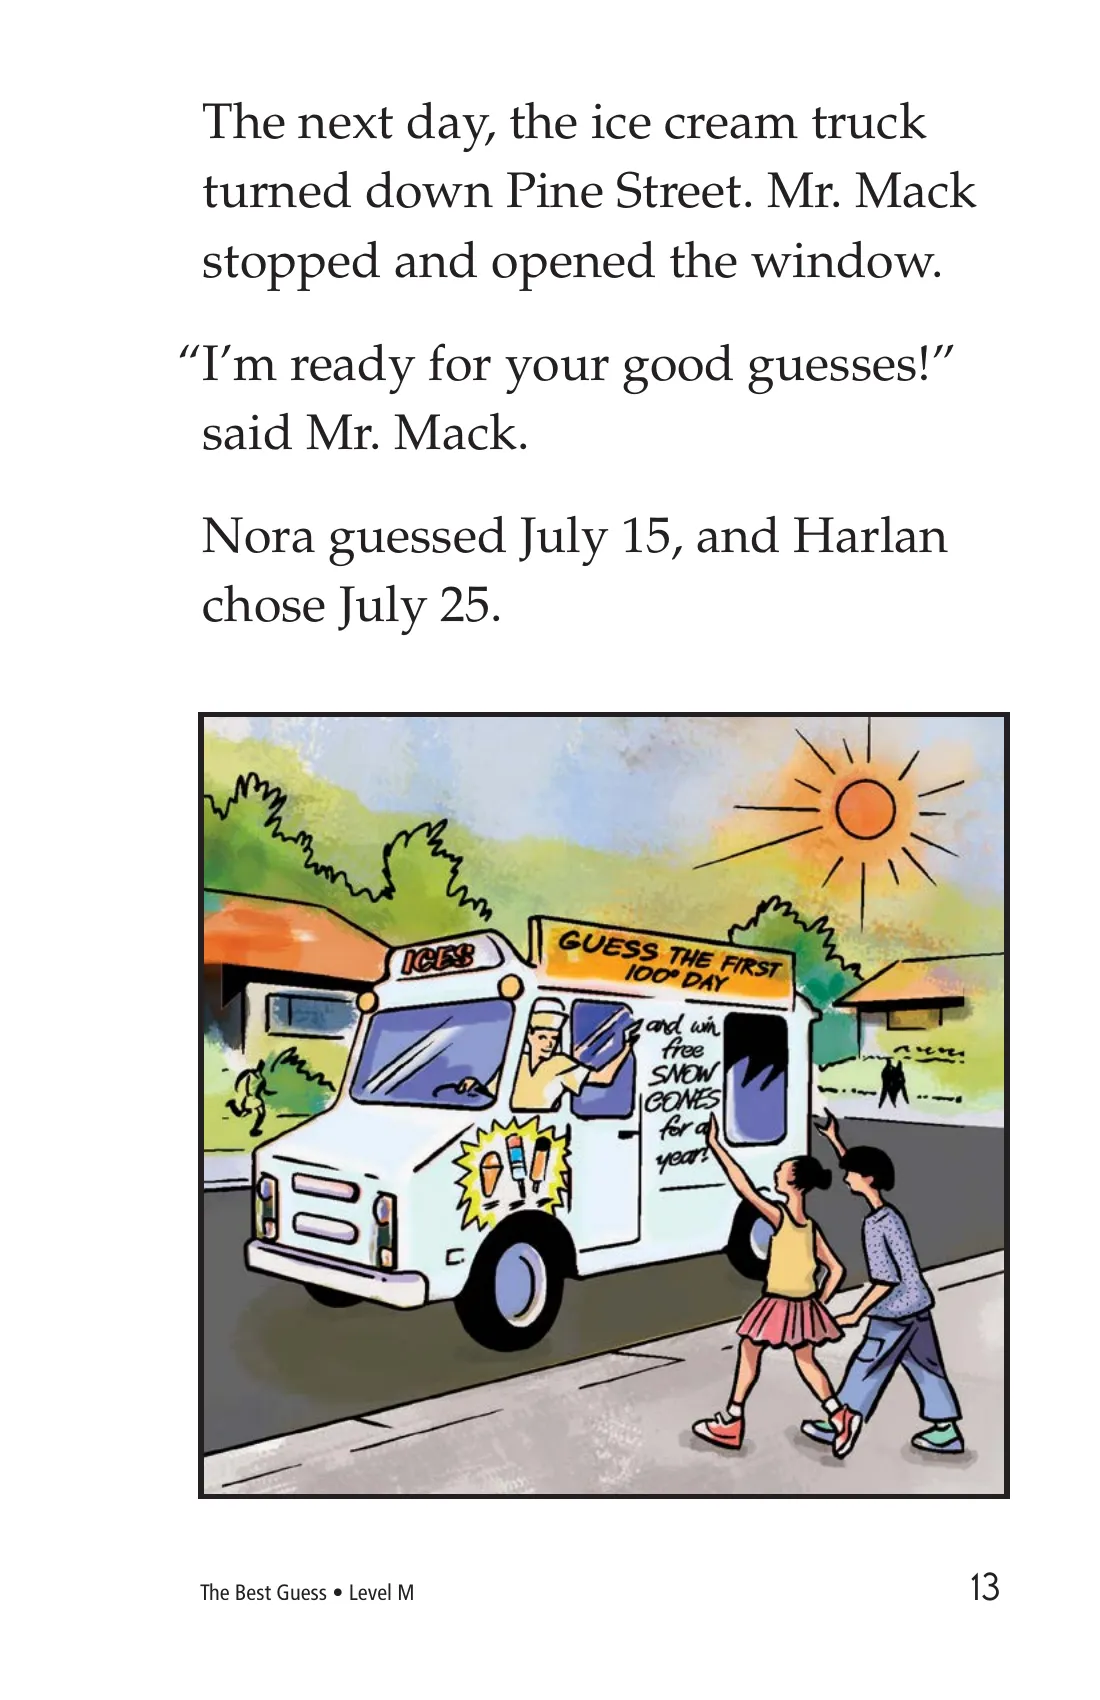 The next day, the ice cream truck
turned down Pine Street. Mr. Mack
stopped and opened the window.
“I’m ready for your good guesses!”
said Mr. Mack.
Nora guessed July 15, and Harlan
chose July 25.
ICES
GUESS THE FIRST
100° DAY
and win
free
SNOW
CONES
for a
year!
The Best Guess • Level M
13